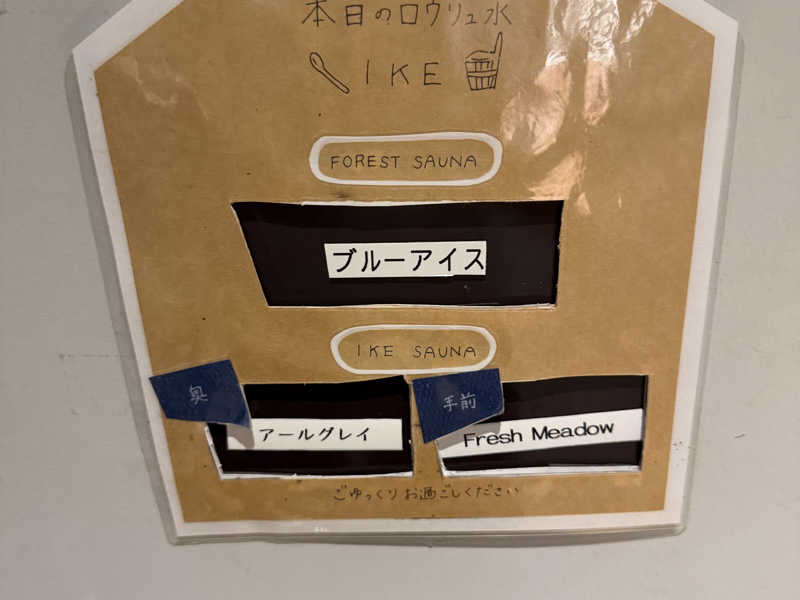 本日のロウリュ水
IKE
FOREST SAUNA
ブルーアイス
IKE SAUNA
奥
アールグレイ
手前
Fresh Meadow
ごゆっくりお過ごしください